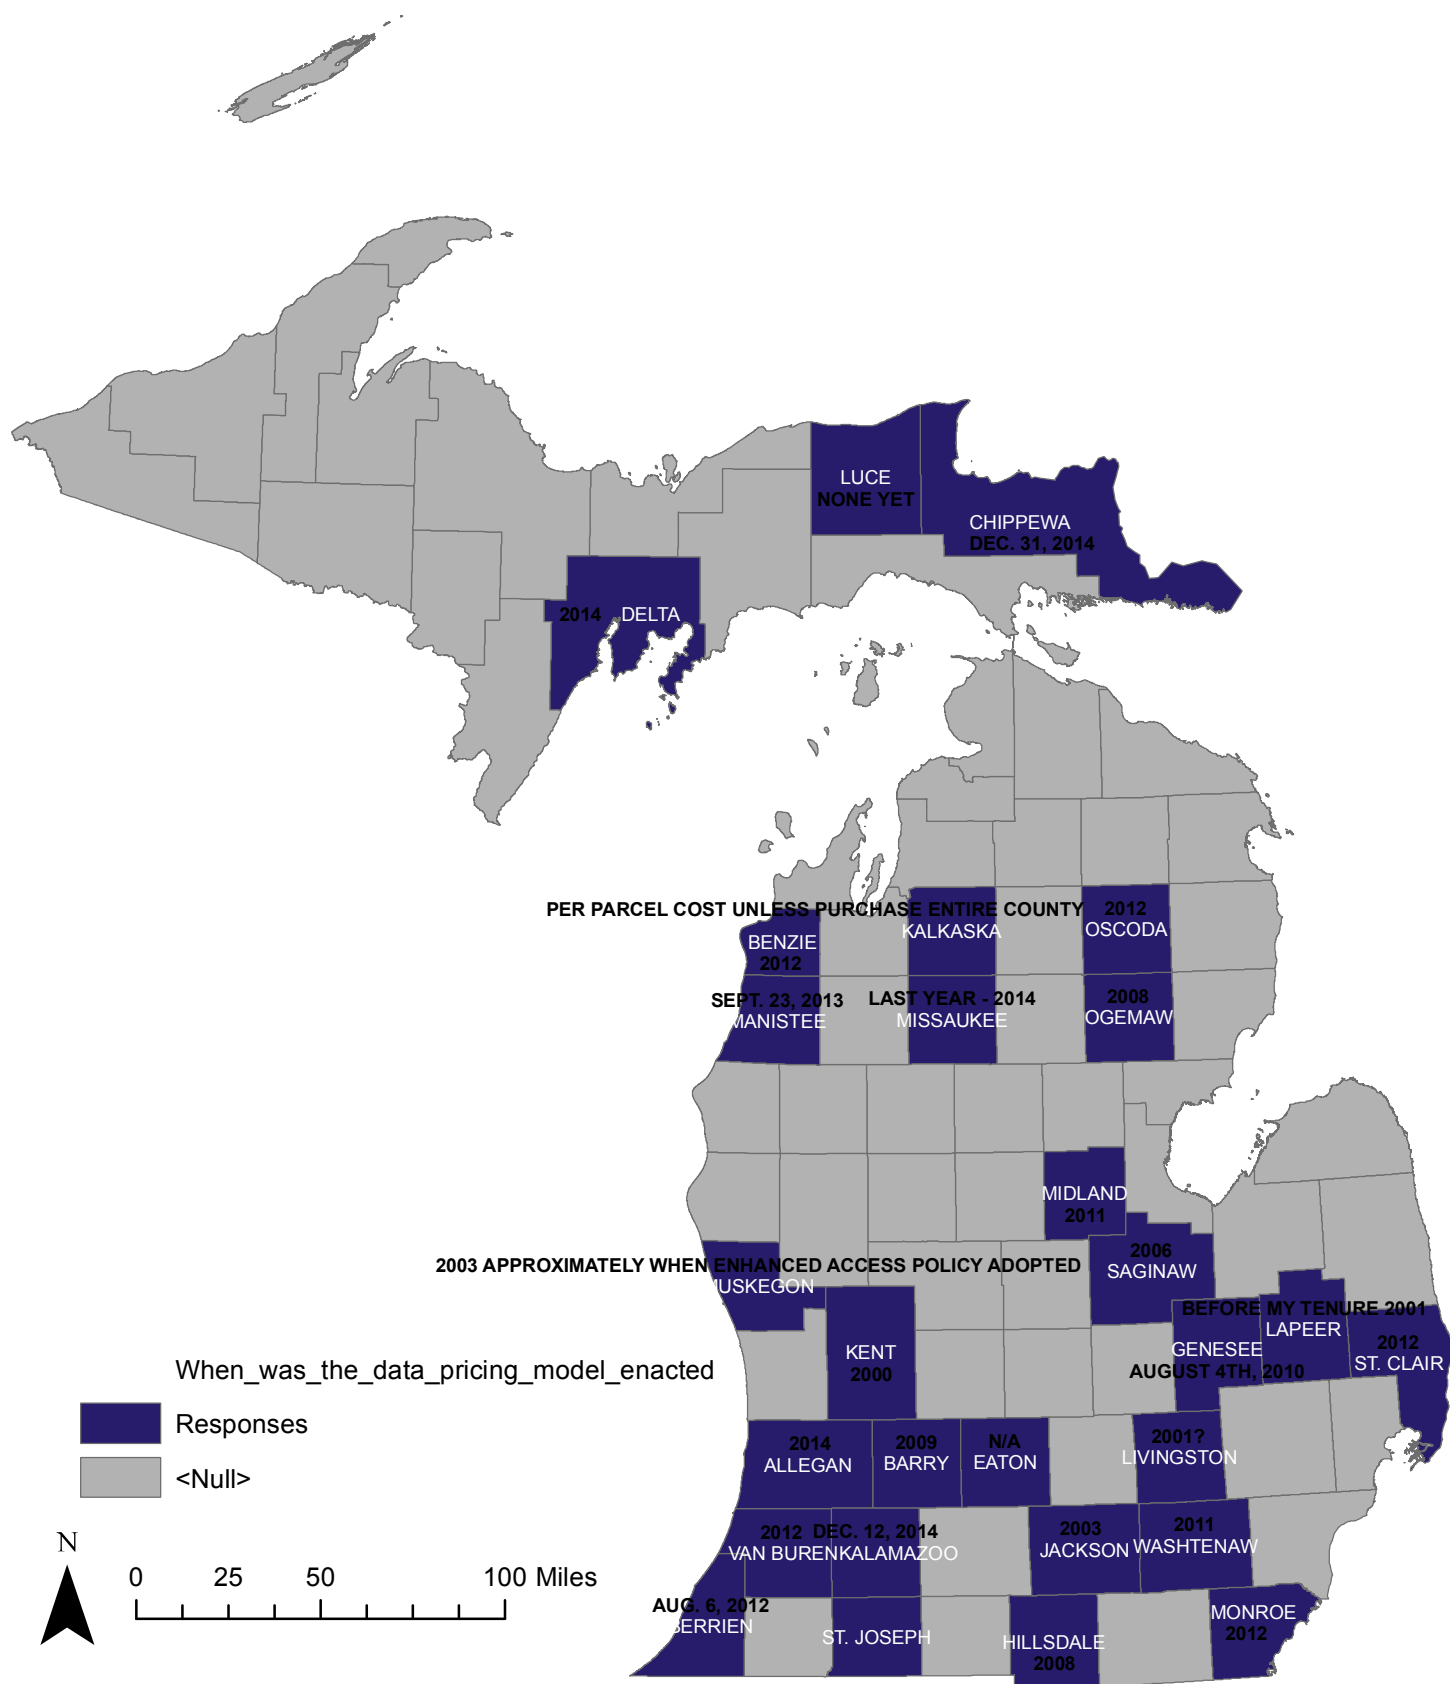 LUCE
NONE YET
CHIPPEWA
DEC. 31, 2014
2014 DELTA
PER PARCEL COST UNLESS PURCHASE ENTIRE COUNTY
KALKASKA
2012
OSCODA
BENZIE
2012
SEPT. 23, 2013
MANISTEE
LAST YEAR - 2014
MISSAUKEE
2008
OGEMAW
MIDLAND
2011
2003 APPROXIMATELY WHEN ENHANCED ACCESS POLICY ADOPTED
MUSKEGON
2006
SAGINAW
BEFORE MY TENURE 2001
LAPEER
GENESEE
AUGUST 4TH, 2010
2012
ST. CLAIR
KENT
2000
When_was_the_data_pricing_model_enacted
Responses
<Null>
2014
ALLEGAN
2009
BARRY
N/A
EATON
2001?
LIVINGSTON
2012
VAN BUREN
DEC. 12, 2014
KALAMAZOO
2003
JACKSON
2011
WASHTENAW
AUG. 6, 2012
BERRIEN
ST. JOSEPH
HILLSDALE
2008
MONROE
2012
N
0 25 50 100 Miles